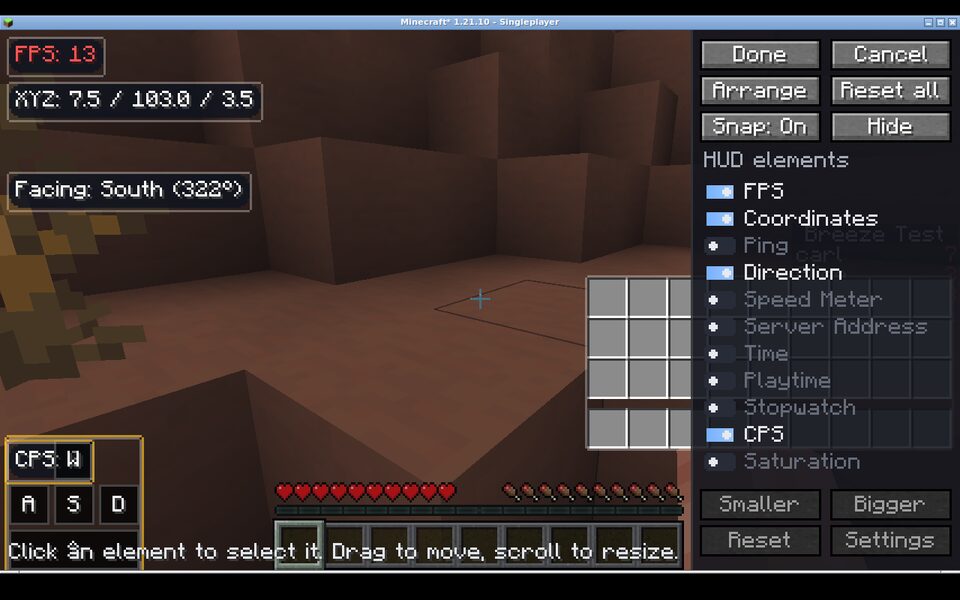 Minecraft* 1.21.10 - Singleplayer
FPS: 13
XYZ: 7.5 / 103.0 / 3.5
Facing: South (322°)
Done
Cancel
Arrange
Reset all
Snap: On
Hide
HUD elements
FPS
Coordinates
Breeze Test
Ping
carl
Direction
Speed Meter
Server Address
Time
Playtime
Stopwatch
CPS
Saturation
CPS:
W
A
S
D
Click an element to select it. Drag to move, scroll to resize.
Smaller
Bigger
Reset
Settings